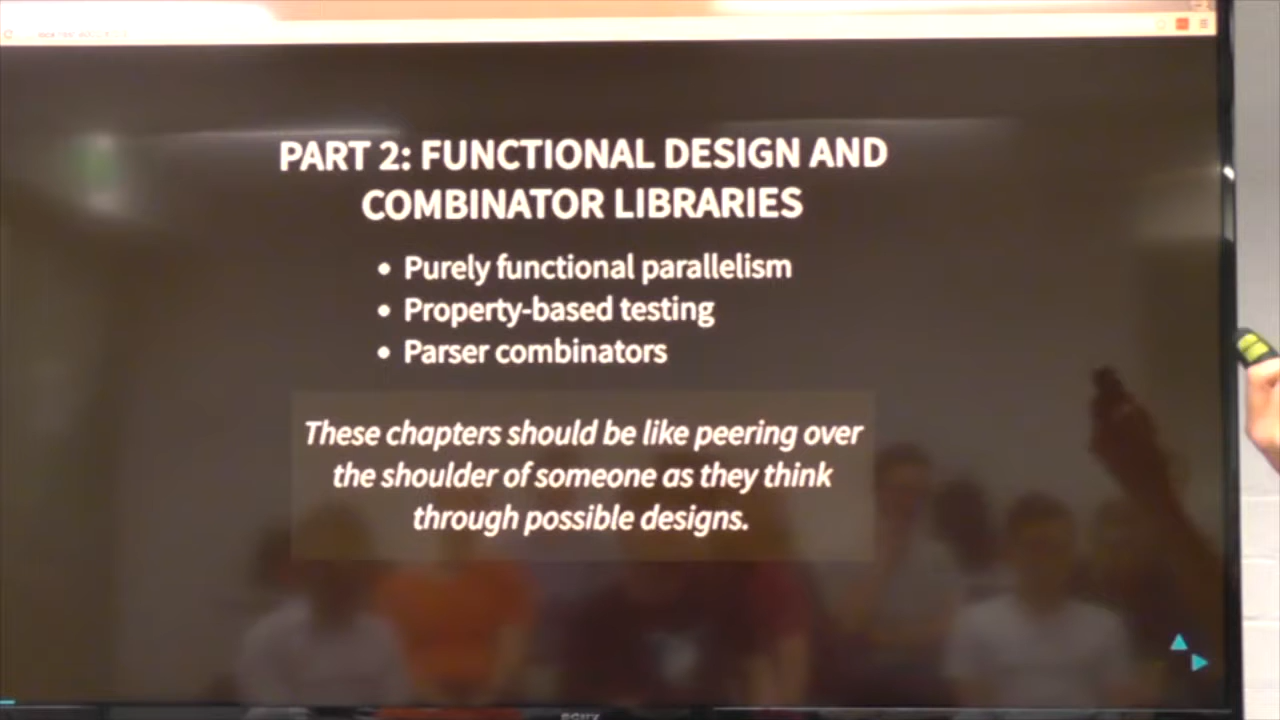 PART 2: FUNCTIONAL DESIGN AND
COMBINATOR LIBRARIES
• Purely functional parallelism
• Property-based testing
• Parser combinators
These chapters should be like peering over
the shoulder of someone as they think
through possible designs.
SONY